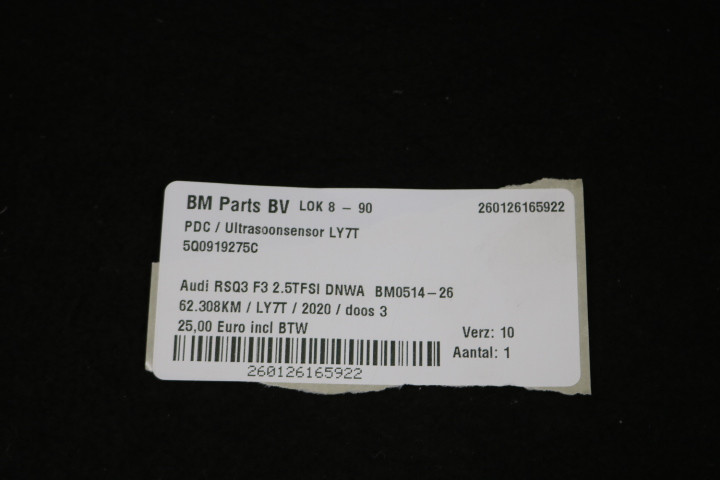 BM Parts BV LOK 8 - 90 260126165922
PDC / Ultrasoonsensor LY7T
5Q0919275C
Audi RSQ3 F3 2.5TFSI DNWA BM0514-26
62.308KM / LY7T / 2020 / doos 3
25,00 Euro incl BTW Verz: 10
Aantal: 1
260126165922